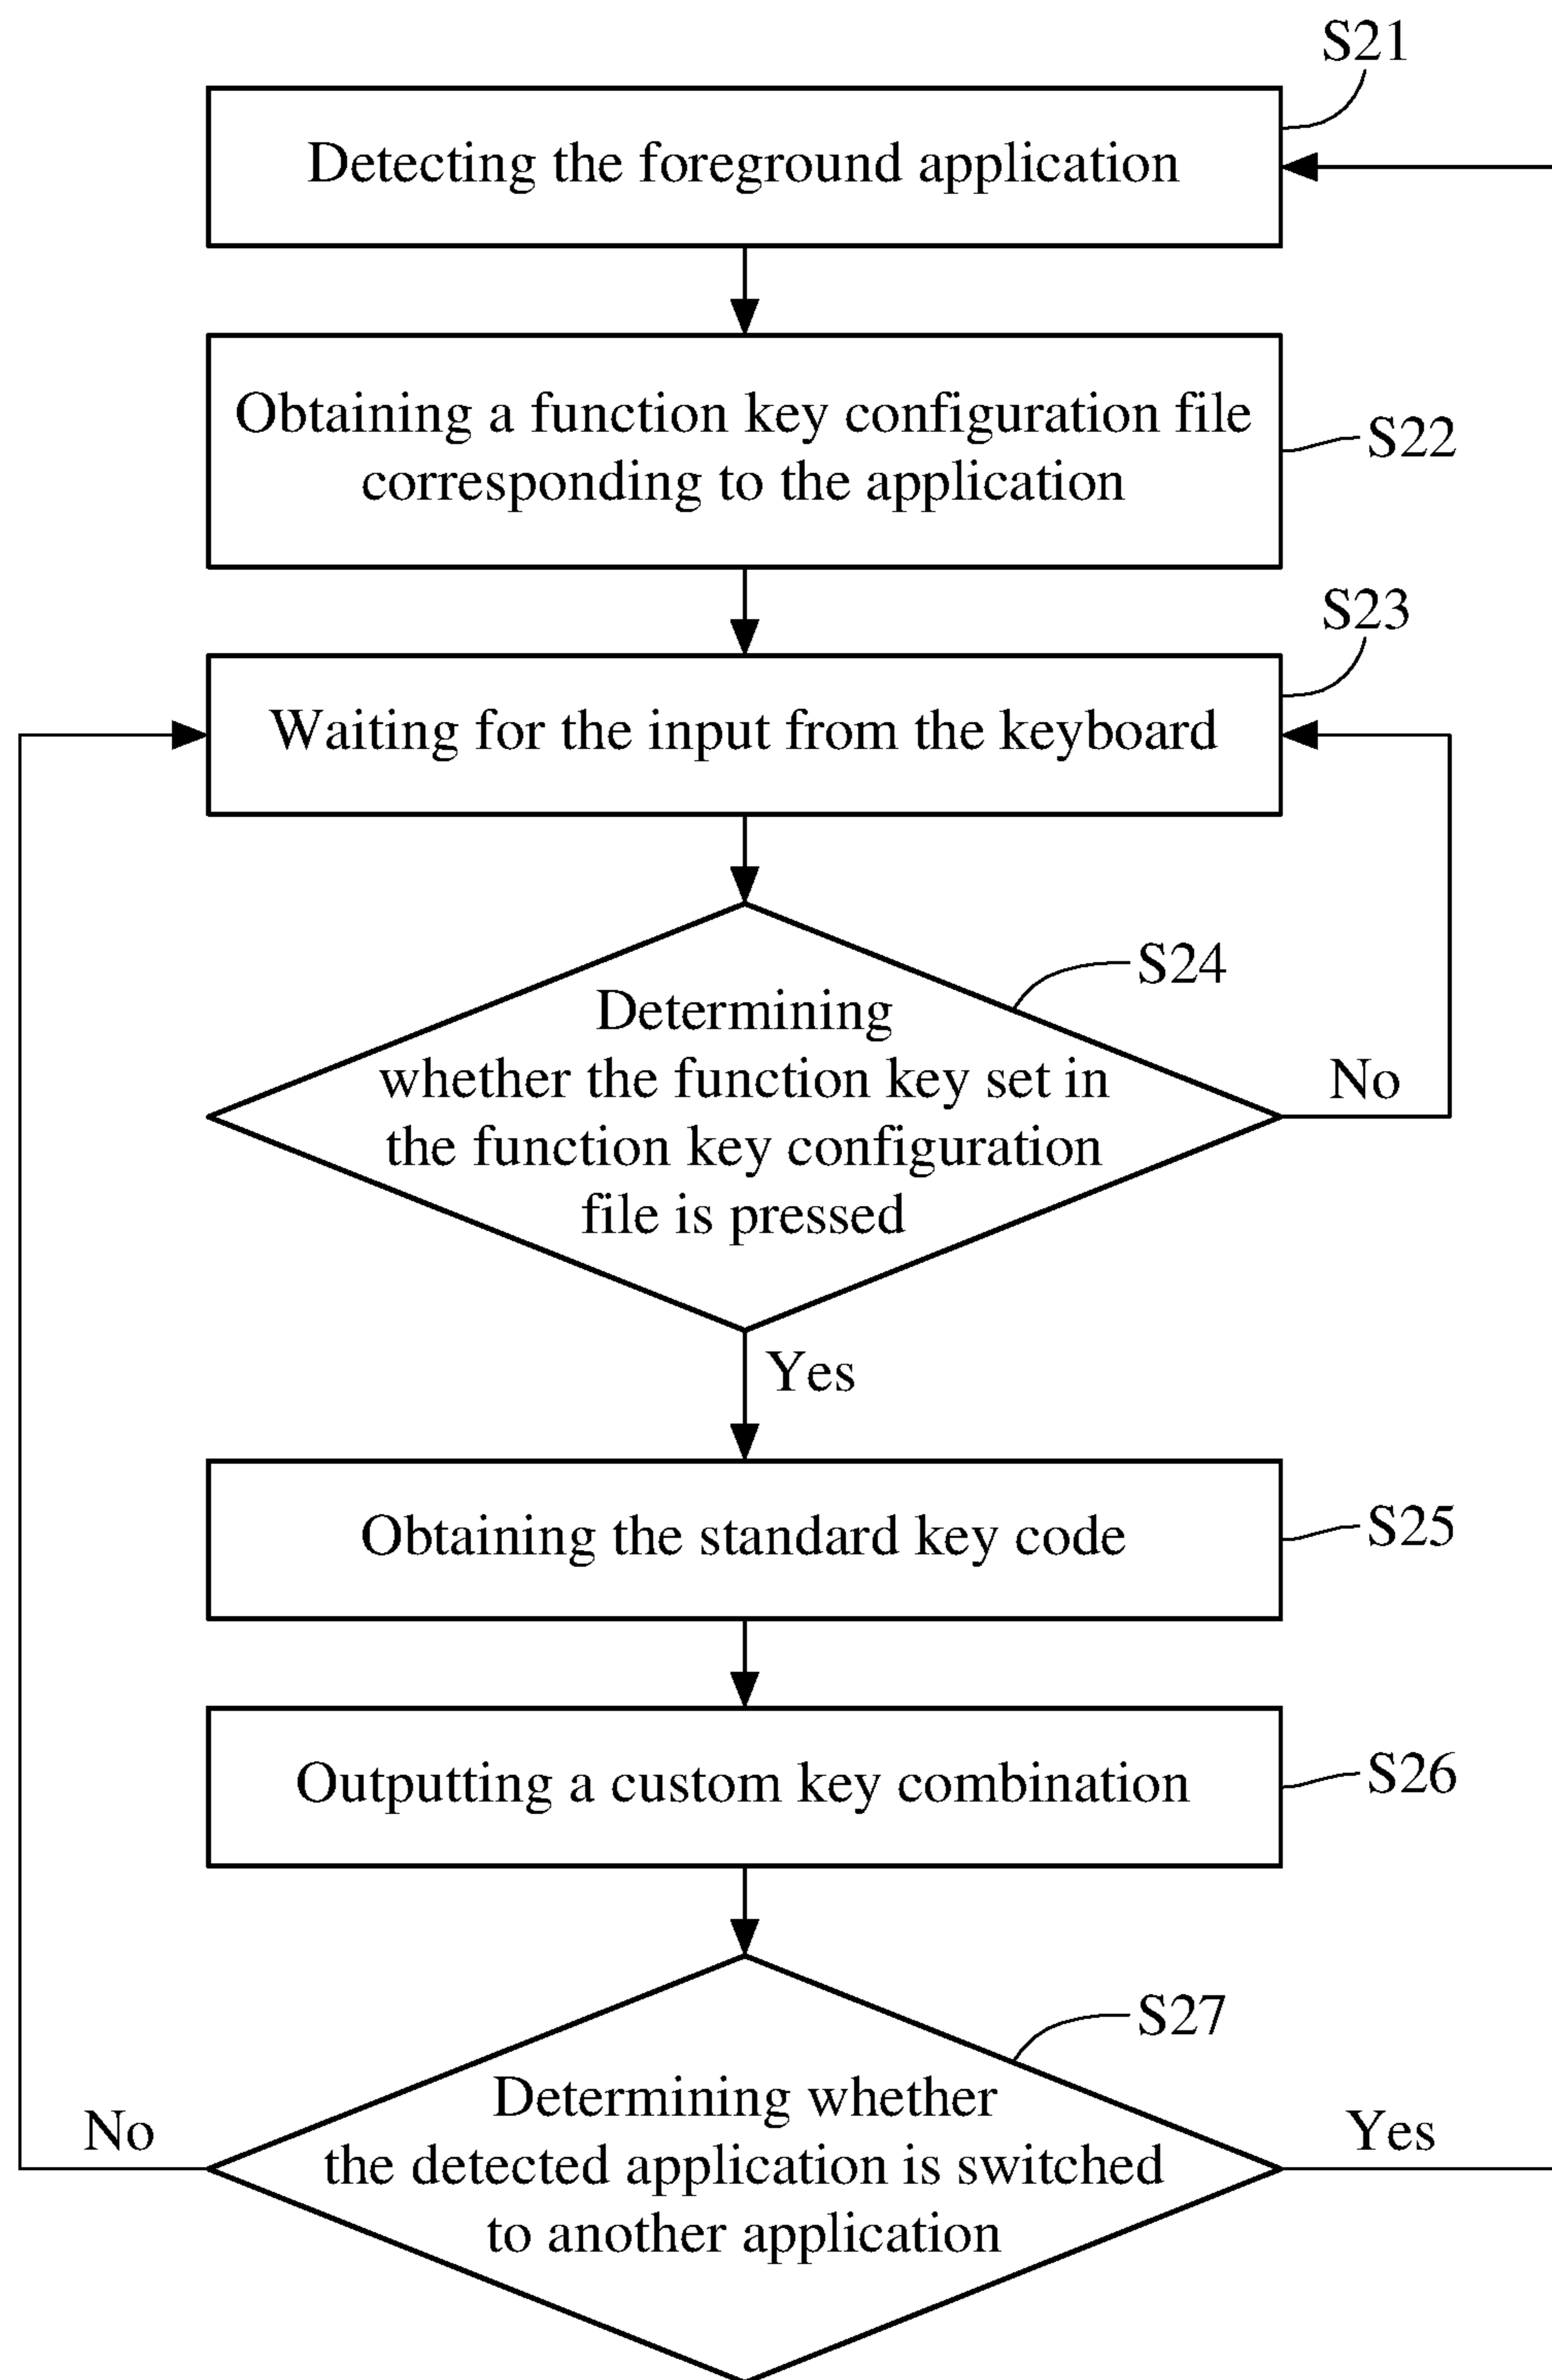 S21
Detecting the foreground application
Obtaining a function key configuration file
corresponding to the application
S22
S23
Waiting for the input from the keyboard
S24
Determining
whether the function key set in
the function key configuration
file is pressed
No
Yes
Obtaining the standard key code
S25
Outputting a custom key combination
S26
S27
Determining whether
the detected application is switched
to another application
No
Yes